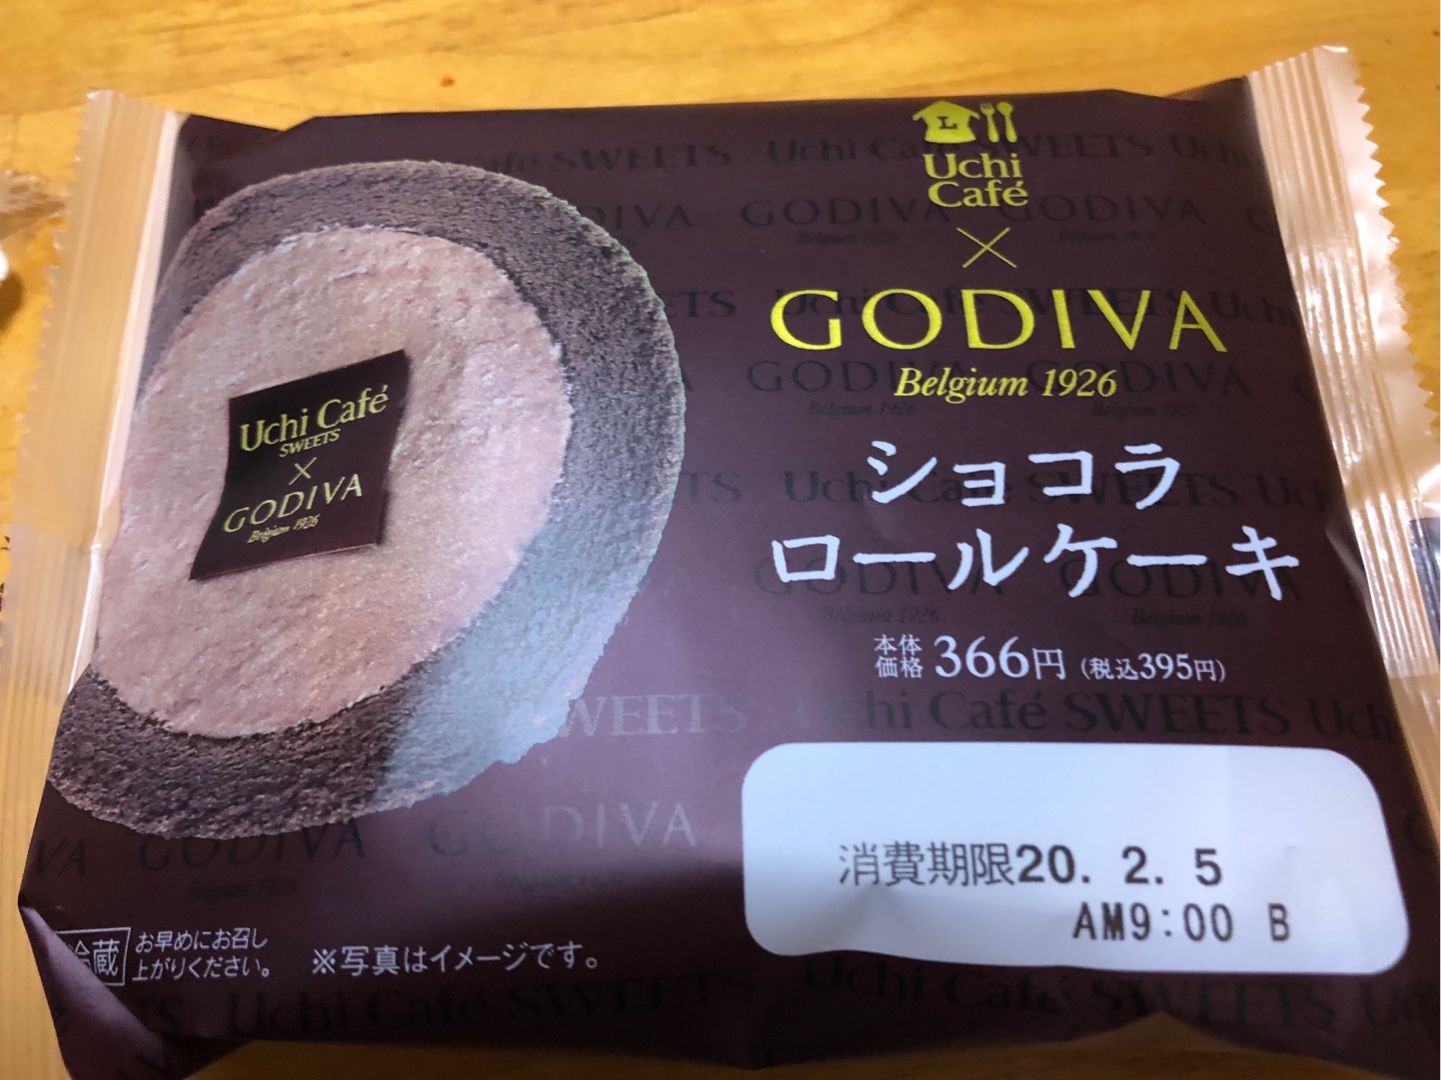 L
Uchi
Café
×
GODIVA
Belgium 1926
ショコラ
ロールケーキ
本体
価格 366円 (税込395円)
Uchi Café
SWEETS
×
GODIVA
Belgium 1926
消費期限20. 2. 5
AM9:00 B
冷蔵
お早めにお召し
上がりください。
※写真はイメージです。